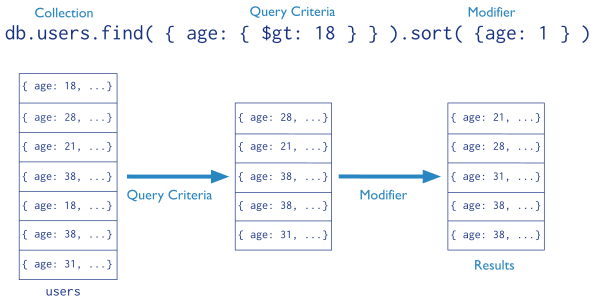 Collection Query Criteria Modifier
db.users.find( { age: { $gt: 18 } } ).sort( {age: 1 } )
{ age: 18, ...}
{ age: 28, ...}
{ age: 21, ...}
{ age: 38, ...}
{ age: 18, ...}
{ age: 38, ...}
{ age: 31, ...}
users
Query Criteria
{ age: 28, ...}
{ age: 21, ...}
{ age: 38, ...}
{ age: 38, ...}
{ age: 31, ...}
Modifier
{ age: 21, ...}
{ age: 28, ...}
{ age: 31, ...}
{ age: 38, ...}
{ age: 38, ...}
Results